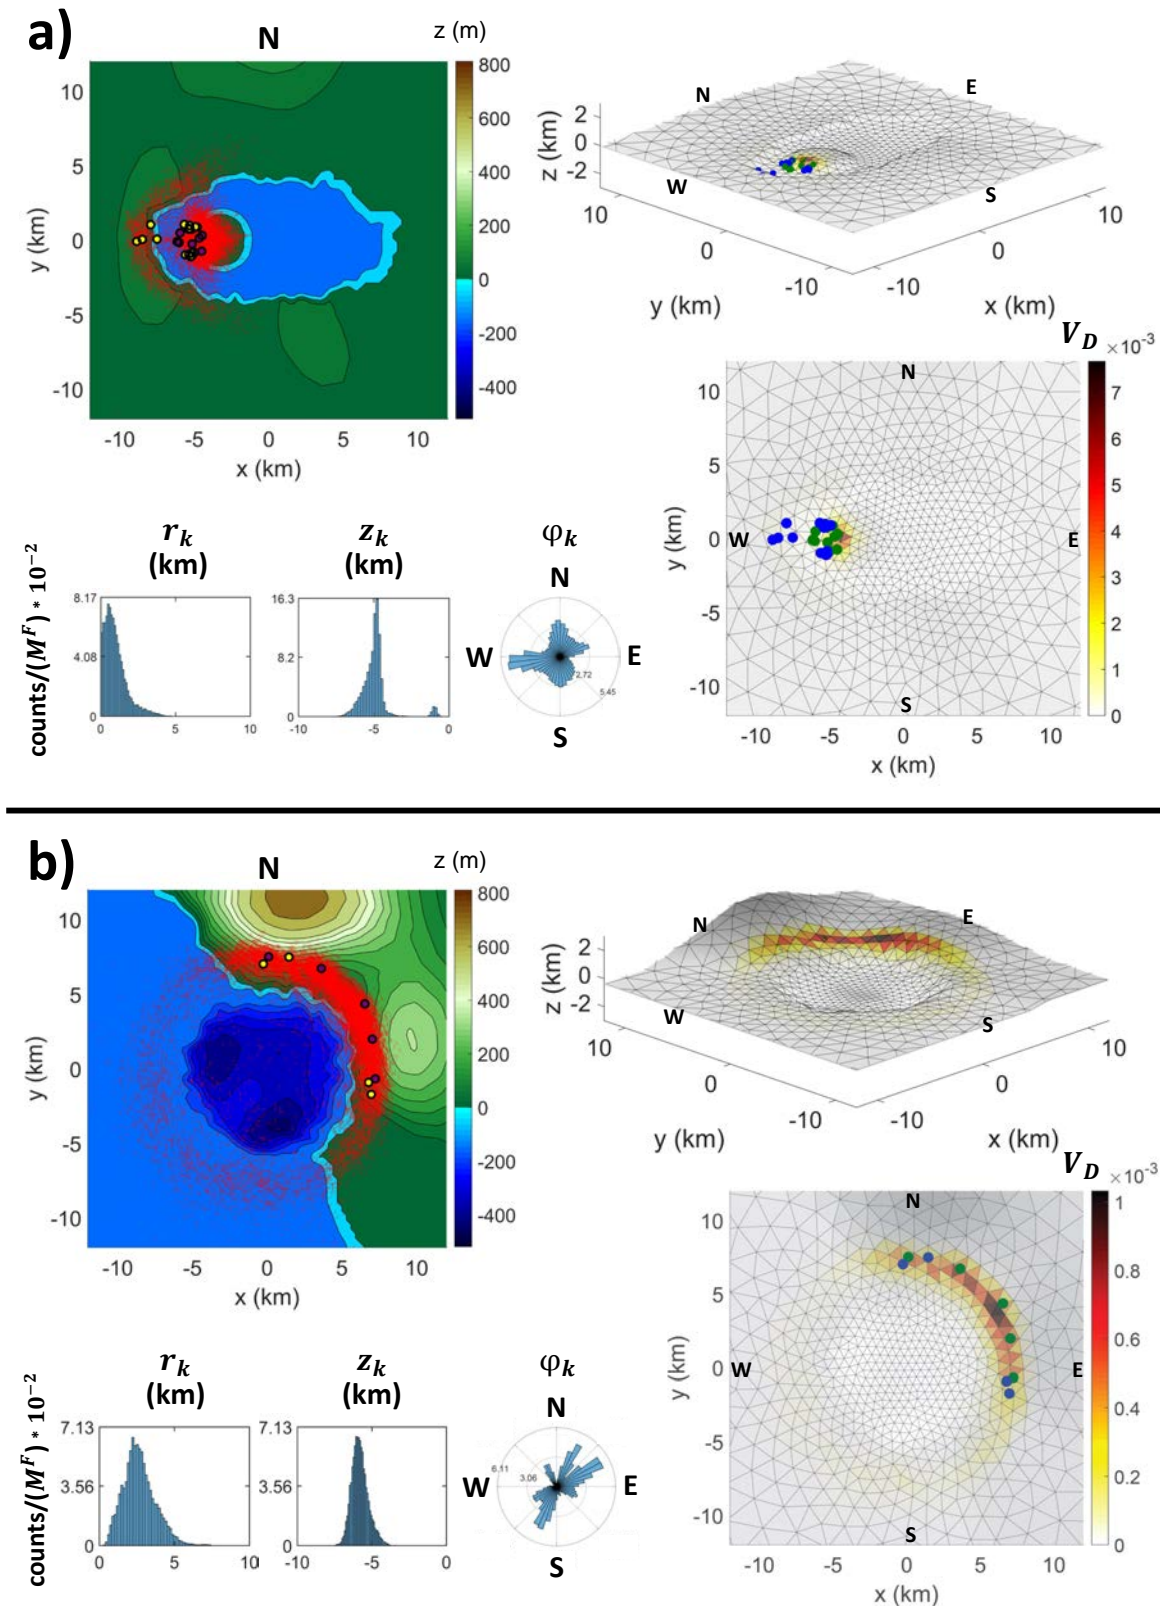 a)
N
z (m)
10
5
0
-5
-10
y (km)
-10
-5
0
5
10
x (km)
800
600
400
200
0
-200
-400
N
E
W
S
2
0
-2
z (km)
10
0
-10
y (km)
-10
0
10
x (km)
V_D
×10^-3
7
6
5
4
3
2
1
0
N
W
E
S
10
5
0
-5
-10
y (km)
-10
-5
0
5
10
x (km)
counts/(M^F) * 10^-2
r_k
(km)
8.17
4.08
0
0
5
10
z_k
(km)
16.3
8.2
0
-10
-5
0
φ_k
N
W
E
S
2.72
5.45
b)
N
z (m)
10
5
0
-5
-10
y (km)
-10
-5
0
5
10
x (km)
800
600
400
200
0
-200
-400
N
E
W
S
2
0
-2
z (km)
10
0
-10
y (km)
-10
0
10
x (km)
V_D
×10^-3
1
0.8
0.6
0.4
0.2
0
N
W
E
S
10
5
0
-5
-10
y (km)
-10
-5
0
5
10
x (km)
counts/(M^F) * 10^-2
r_k
(km)
7.13
3.56
0
0
5
10
z_k
(km)
7.13
3.56
0
-10
-5
0
φ_k
N
W
E
S
6.11
3.06